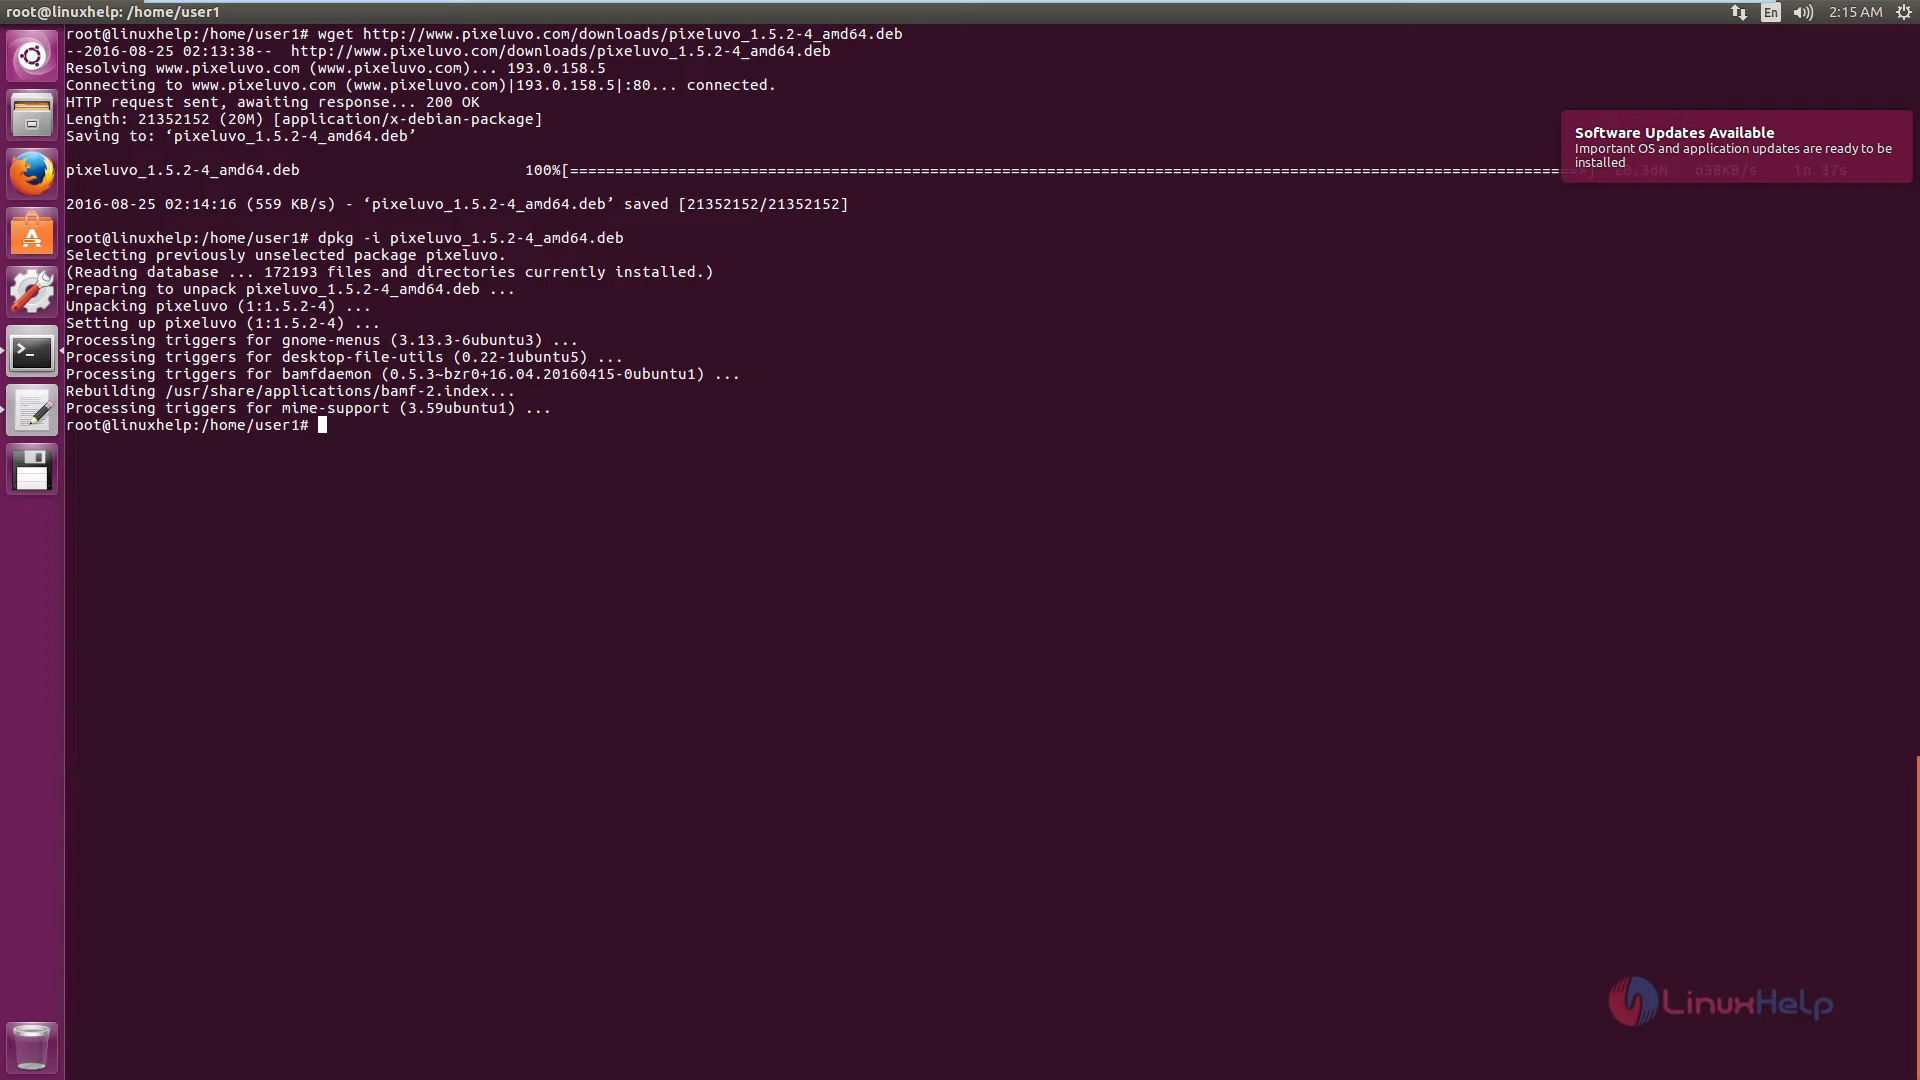 root@linuxhelp: /home/user1
En
2:15 AM
root@linuxhelp:/home/user1# wget http://www.pixeluvo.com/downloads/pixeluvo_1.5.2-4_amd64.deb
--2016-08-25 02:13:38--  http://www.pixeluvo.com/downloads/pixeluvo_1.5.2-4_amd64.deb
Resolving www.pixeluvo.com (www.pixeluvo.com)... 193.0.158.5
Connecting to www.pixeluvo.com (www.pixeluvo.com)|193.0.158.5|:80... connected.
HTTP request sent, awaiting response... 200 OK
Length: 21352152 (20M) [application/x-debian-package]
Saving to: ‘pixeluvo_1.5.2-4_amd64.deb’
Software Updates Available
Important OS and application updates are ready to be
installed
pixeluvo_1.5.2-4_amd64.deb 100%[=================================================================================================================>] 20.36M 638KB/s in 37s
2016-08-25 02:14:16 (559 KB/s) - ‘pixeluvo_1.5.2-4_amd64.deb’ saved [21352152/21352152]
root@linuxhelp:/home/user1# dpkg -i pixeluvo_1.5.2-4_amd64.deb
Selecting previously unselected package pixeluvo.
(Reading database ... 172193 files and directories currently installed.)
Preparing to unpack pixeluvo_1.5.2-4_amd64.deb ...
Unpacking pixeluvo (1:1.5.2-4) ...
Setting up pixeluvo (1:1.5.2-4) ...
Processing triggers for gnome-menus (3.13.3-6ubuntu3) ...
Processing triggers for desktop-file-utils (0.22-1ubuntu5) ...
Processing triggers for bamfdaemon (0.5.3~bzr0+16.04.20160415-0ubuntu1) ...
Rebuilding /usr/share/applications/bamf-2.index...
Processing triggers for mime-support (3.59ubuntu1) ...
root@linuxhelp:/home/user1#
LinuxHelp